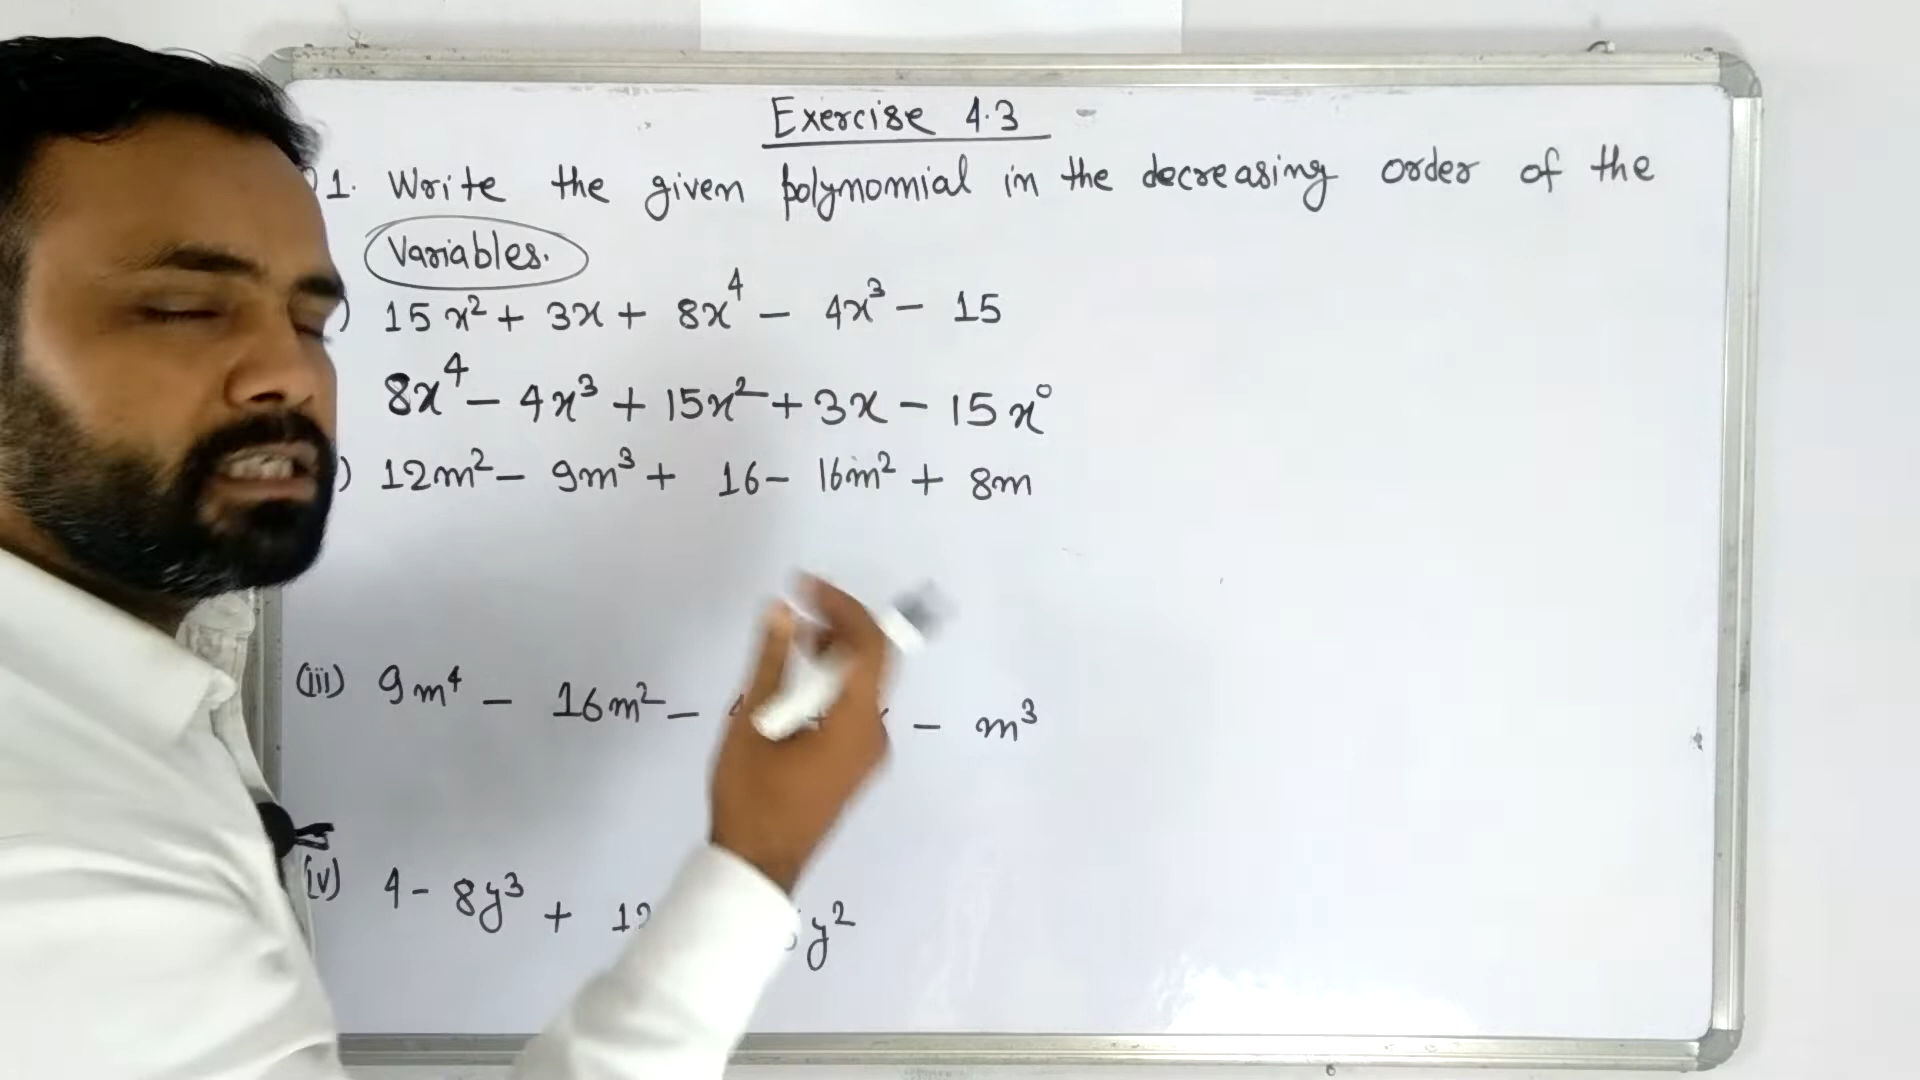 Exercise 4.3
1. Write the given polynomial in the decreasing order of the
Variables.
) 15x² + 3x + 8x⁴ - 4x³ - 15
8x⁴ - 4x³ + 15x² + 3x - 15x⁰
) 12m² - 9m³ + 16 - 16m² + 8m
(iii) 9m⁴ - 16m² - - m³
(iv) 4 - 8y³ + 12 y²